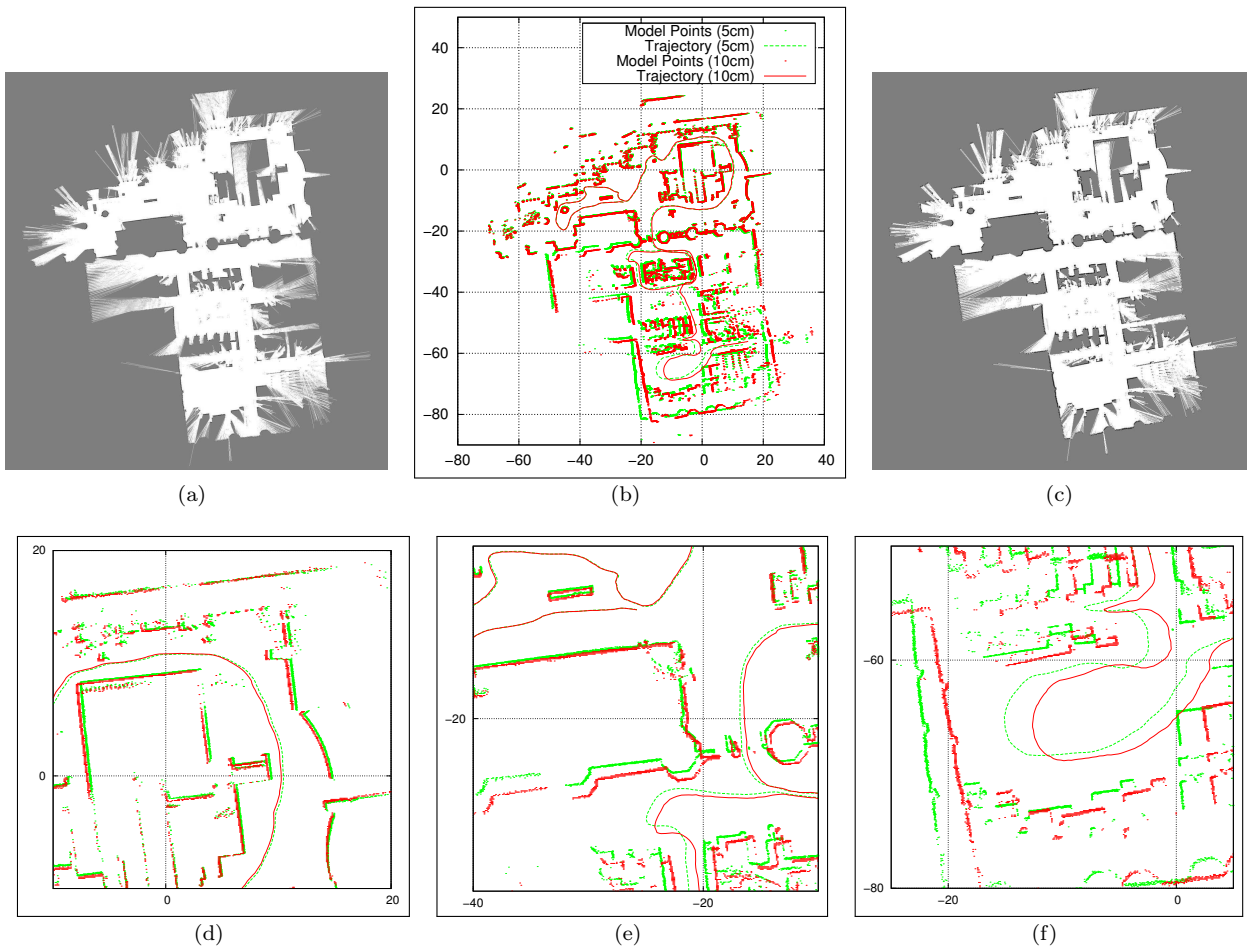 Model Points (5cm)
Trajectory (5cm)
Model Points (10cm)
Trajectory (10cm)
40
20
0
−20
−40
−60
−80
−80 −60 −40 −20 0 20 40
(a)
(b)
(c)
20
0
0 20
−20
−40 −20
−60
−80
−20 0
(d)
(e)
(f)